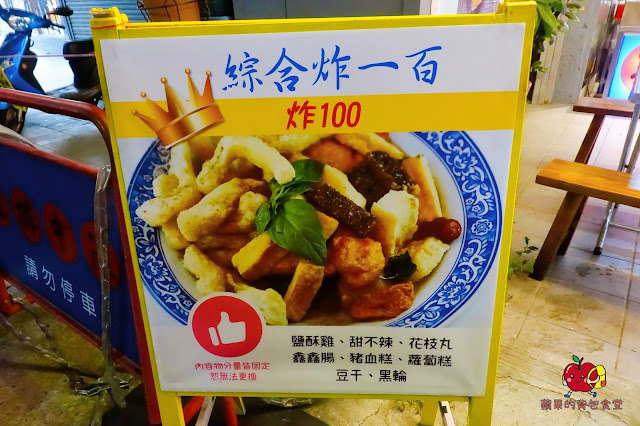 綜合炸一百
炸100
鹽酥雞、甜不辣、花枝丸
鑫鑫腸、豬血糕、蘿蔔糕
豆干、黑輪
內容物分量皆固定
恕無法更換
請勿停車
蘋果的背包食堂